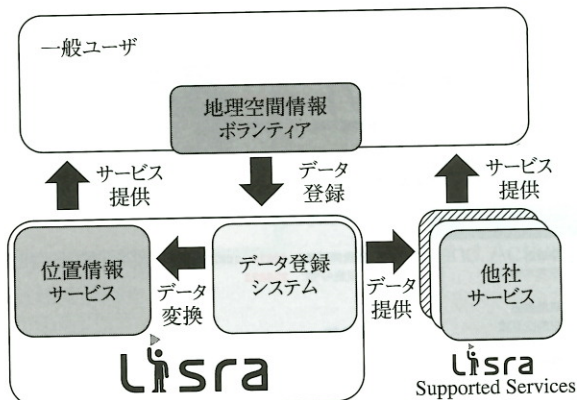 一般ユーザ
地理空間情報
ボランティア
サービス
提供
データ
登録
サービス
提供
位置情報
サービス
データ
変換
データ登録
システム
データ
提供
他社
サービス
Lisra
Lisra
Supported Services